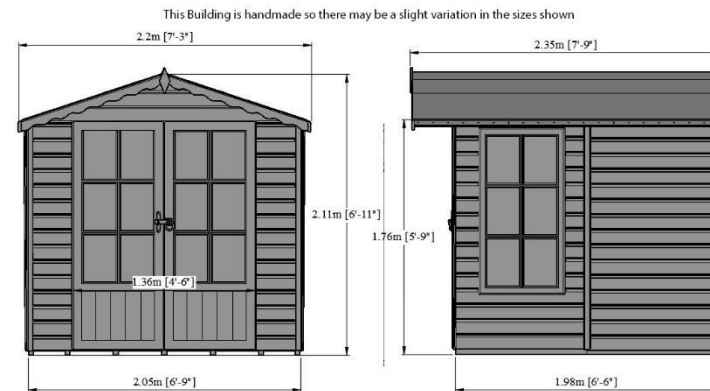 This Building is handmade so there may be a slight variation in the sizes shown
2.2m [7'-3"]
2.35m [7'-9"]
2.11m [6'-11"]
1.76m [5'-9"]
1.36m [4'-6"]
2.05m [6'-9"]
1.98m [6'-6"]